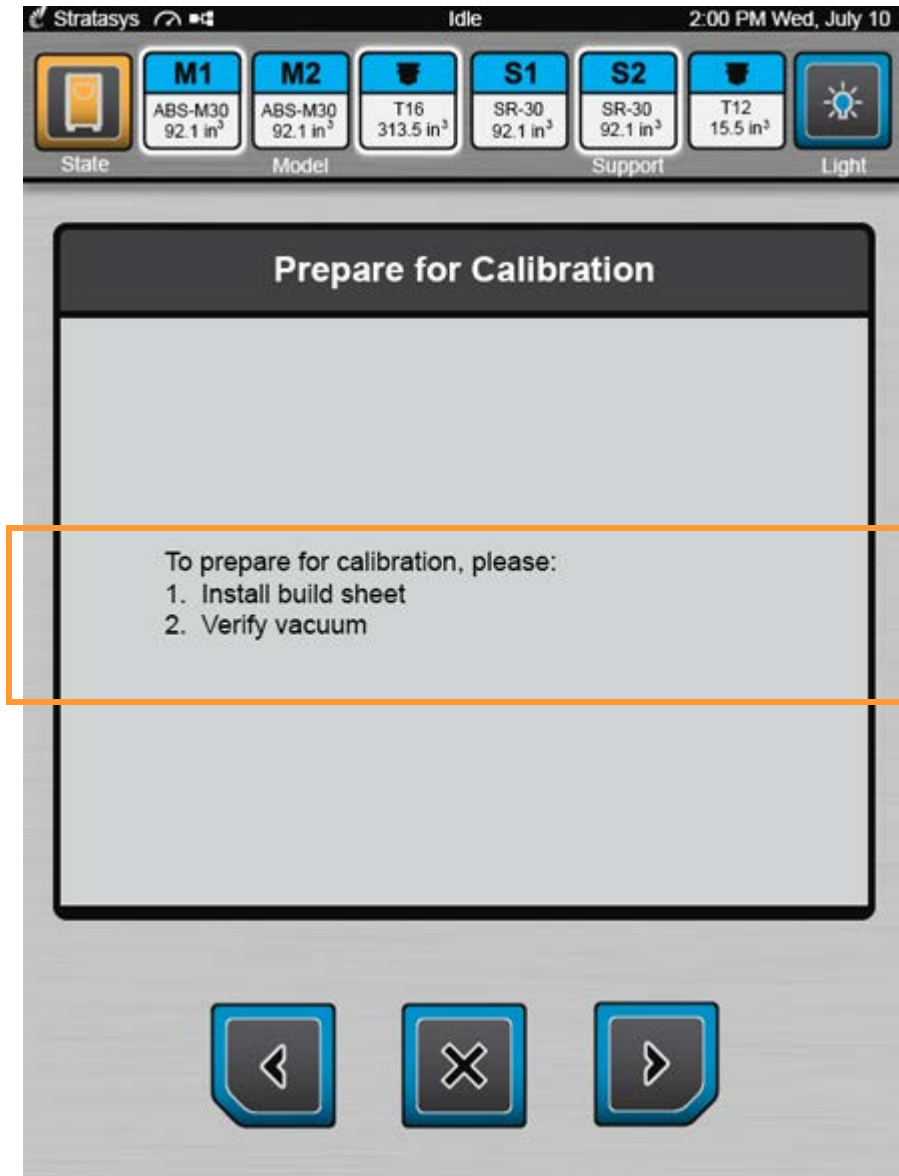 Stratasys Idle 2:00 PM Wed, July 10
M1 M2 S1 S2
ABS-M30 ABS-M30 T16 SR-30 SR-30 T12
92.1 in³ 92.1 in³ 313.5 in³ 92.1 in³ 92.1 in³ 15.5 in³
State Model Support Light
Prepare for Calibration
To prepare for calibration, please:
1. Install build sheet
2. Verify vacuum